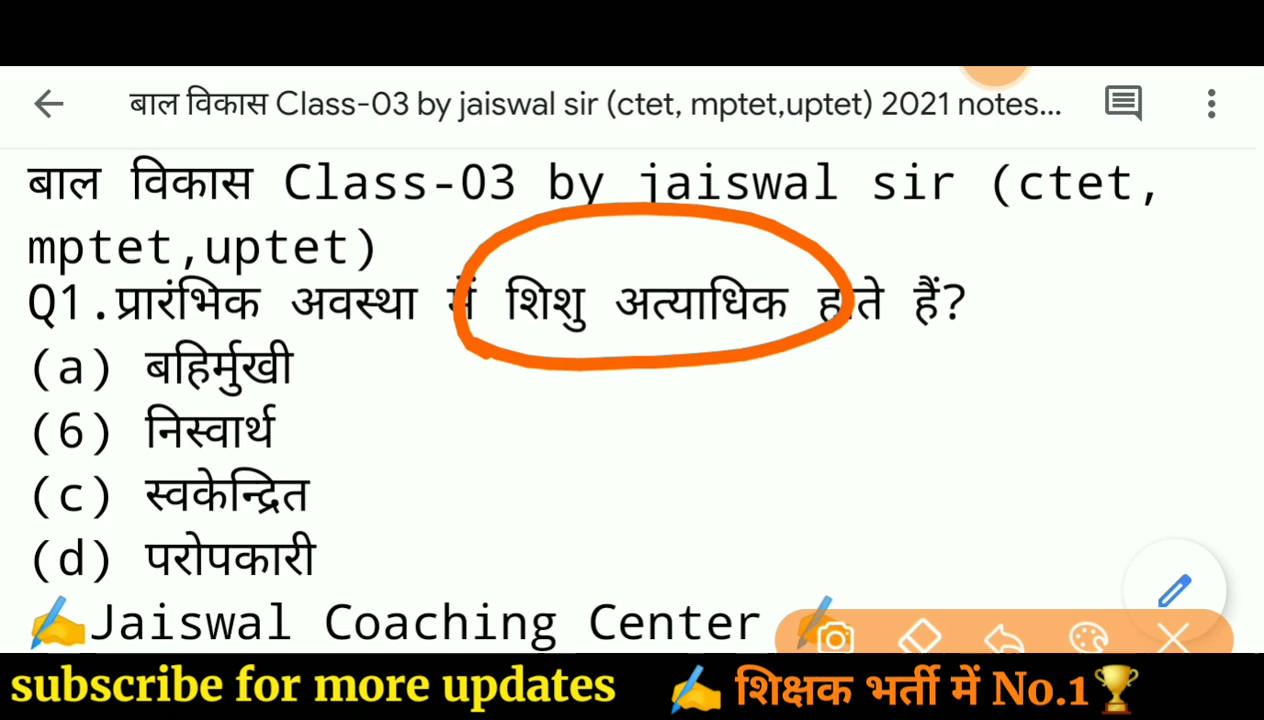 बाल विकास Class-03 by jaiswal sir (ctet, mptet,uptet) 2021 notes...
बाल विकास Class-03 by jaiswal sir (ctet,
mptet,uptet)
Q1.प्रारंभिक अवस्था में शिशु अत्याधिक होते हैं?
(a) बहिर्मुखी
(6) निस्वार्थ
(c) स्वकेन्द्रित
(d) परोपकारी
✍Jaiswal Coaching Center ✍
subscribe for more updates ✍ शिक्षक भर्ती में No.1🏆